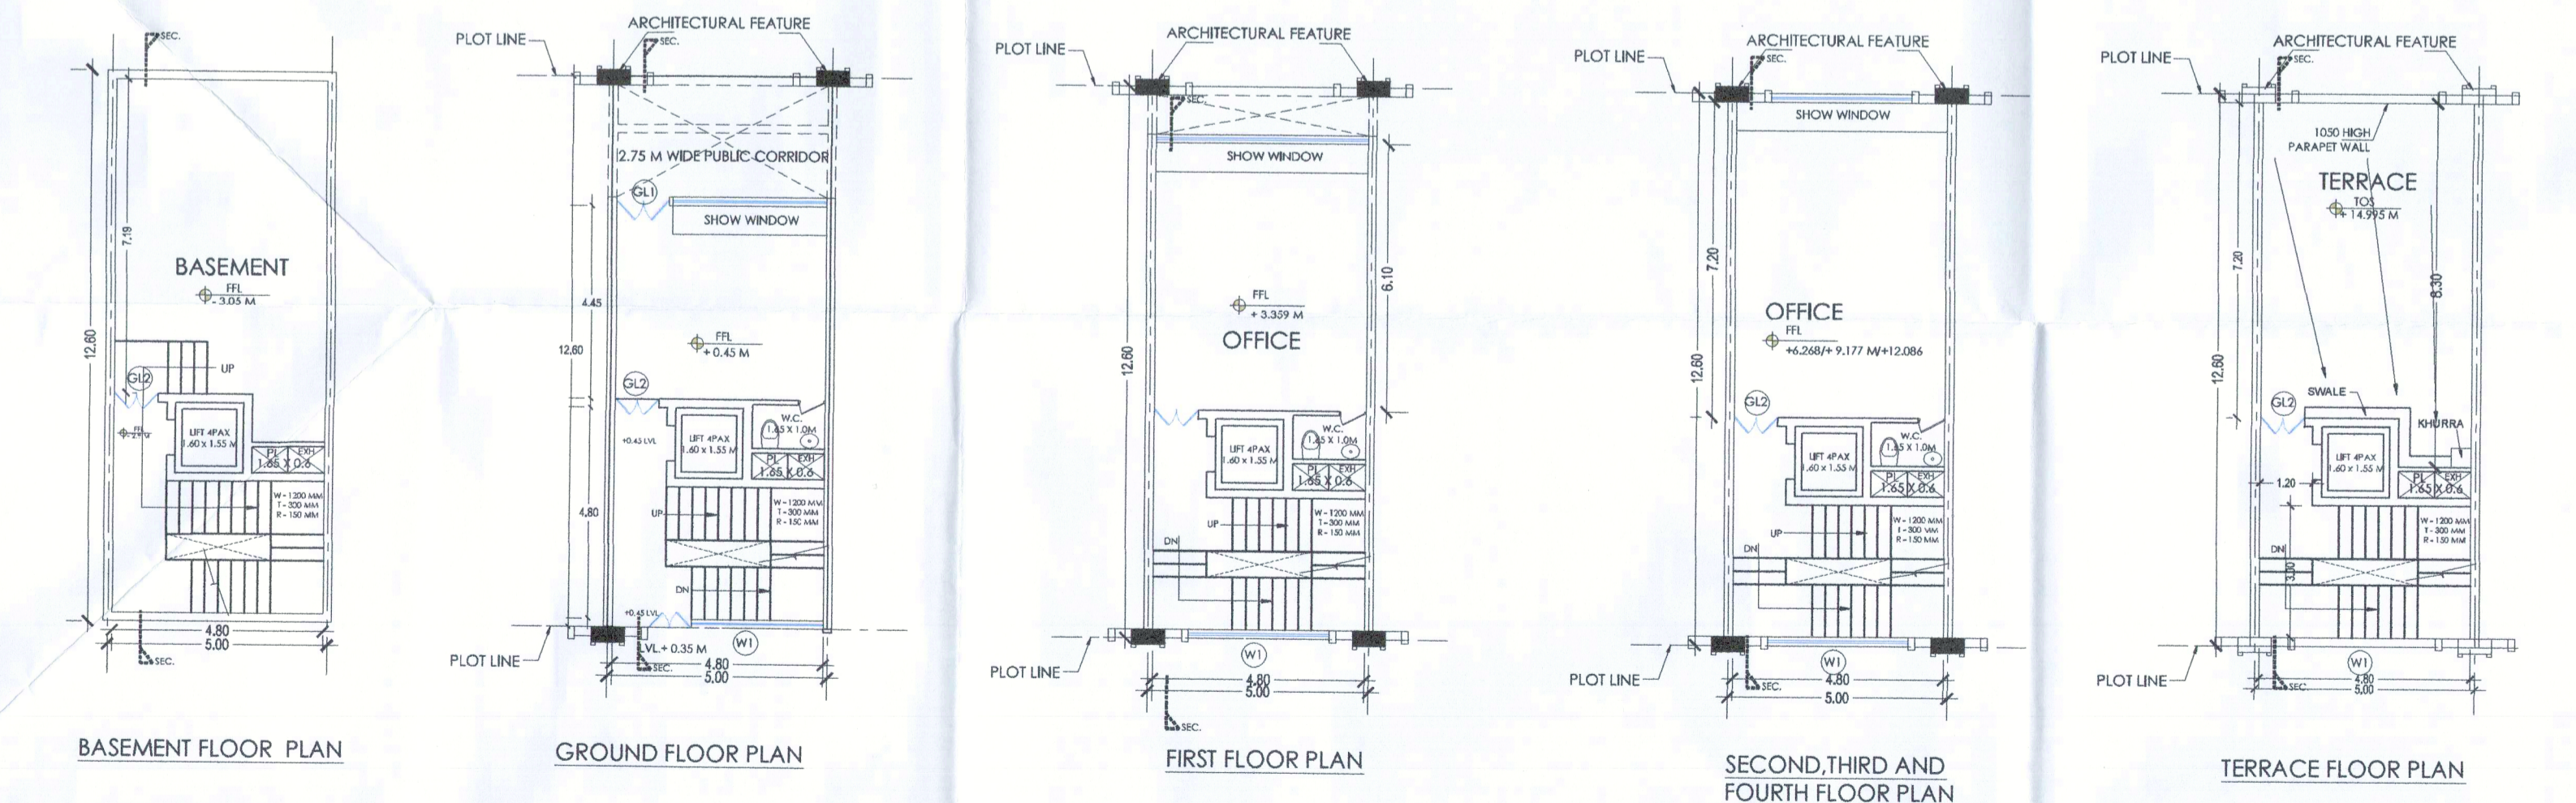 SEC.
7.19
BASEMENT
FFL
- 3.05 M
12.60
UP
GL2
FFL
LIFT 4PAX
1.60 x 1.55 M
PL
EXH
1.65 X 0.6
W - 1200 MM
T - 300 MM
R - 150 MM
4.80
5.00
SEC.
BASEMENT FLOOR PLAN
ARCHITECTURAL FEATURE
PLOT LINE
SEC.
2.75 M WIDE PUBLIC CORRIDOR
GL1
SHOW WINDOW
4.45
FFL
+ 0.45 M
12.60
GL2
W.C.
1.65 X 1.0M
+0.45 LVL
LIFT 4PAX
1.60 x 1.55 M
PL
EXH
1.65 X 0.6
4.80
UP
W - 1200 MM
T - 300 MM
R - 150 MM
DN
+0.45 LVL
W1
LVL.+ 0.35 M
PLOT LINE
SEC.
4.80
5.00
GROUND FLOOR PLAN
ARCHITECTURAL FEATURE
PLOT LINE
SEC.
SHOW WINDOW
6.10
FFL
+ 3.359 M
OFFICE
12.60
W.C.
1.65 X 1.0M
LIFT 4PAX
1.60 x 1.55 M
PL
EXH
1.65 X 0.6
UP
W - 1200 MM
T - 300 MM
R - 150 MM
DN
W1
PLOT LINE
4.80
5.00
SEC.
FIRST FLOOR PLAN
ARCHITECTURAL FEATURE
PLOT LINE
SEC.
SHOW WINDOW
7.20
OFFICE
FFL
+6.268/+ 9.177 M/+12.086
12.60
GL2
W.C.
1.65 X 1.0M
LIFT 4PAX
1.60 x 1.55 M
PL
EXH
1.65 X 0.6
UP
W - 1200 MM
T - 300 MM
R - 150 MM
DN
W1
PLOT LINE
4.80
SEC.
5.00
SECOND,THIRD AND
FOURTH FLOOR PLAN
ARCHITECTURAL FEATURE
PLOT LINE
SEC.
1050 HIGH
PARAPET WALL
TERRACE
TOS
+ 14.995 M
7.20
8.30
12.60
SWALE
GL2
KHURRA
LIFT 4PAX
1.60 x 1.55 M
1.20
PL
EXH
1.65 X 0.6
W - 1200 MM
T - 300 MM
R - 150 MM
DN
3.00
W1
PLOT LINE
4.80
SEC.
5.00
TERRACE FLOOR PLAN